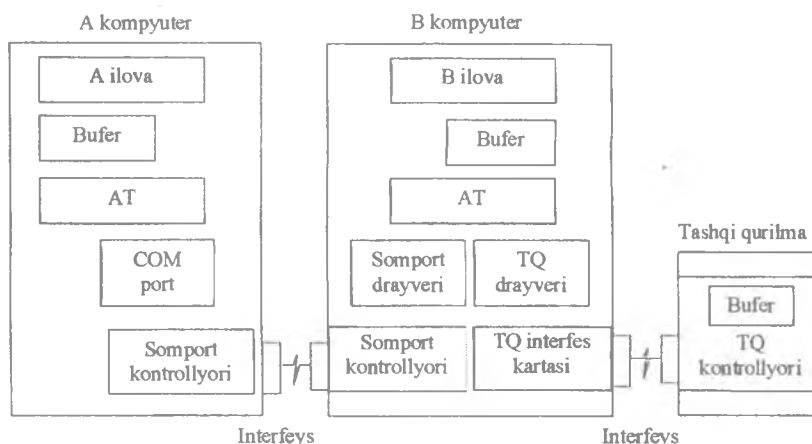 A kompyuter
B kompyuter
A ilova
B ilova
Bufer
Bufer
AT
AT
Tashqi qurilma
COM
port
Somport
drayveri
TQ
drayveri
Bufer
Somport
kontrollyori
Somport
kontrollyori
TQ interfes
kartasi
TQ
kontrollyori
Interfeys
Interfeys